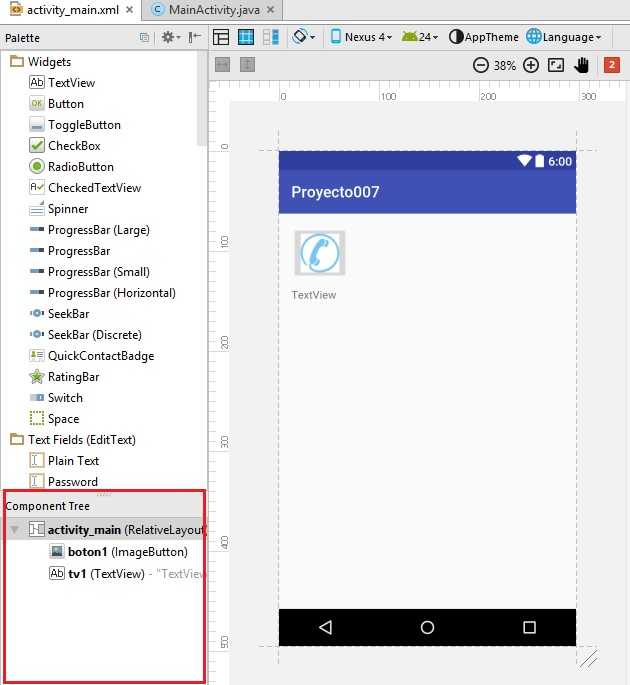 activity_main.xml
MainActivity.java
Palette
Nexus 4
24
AppTheme
Language
38%
2
Widgets
Ab TextView
OK Button
ToggleButton
CheckBox
RadioButton
A CheckedTextView
Spinner
ProgressBar (Large)
ProgressBar
ProgressBar (Small)
ProgressBar (Horizontal)
SeekBar
SeekBar (Discrete)
QuickContactBadge
RatingBar
Switch
Space
Text Fields (EditText)
Plain Text
Password
Component Tree
activity_main (RelativeLayout)
boton1 (ImageButton)
Ab tv1 (TextView) - "TextView
0 100 200 300
0
100
200
300
400
500
6:00
Proyecto007
TextView